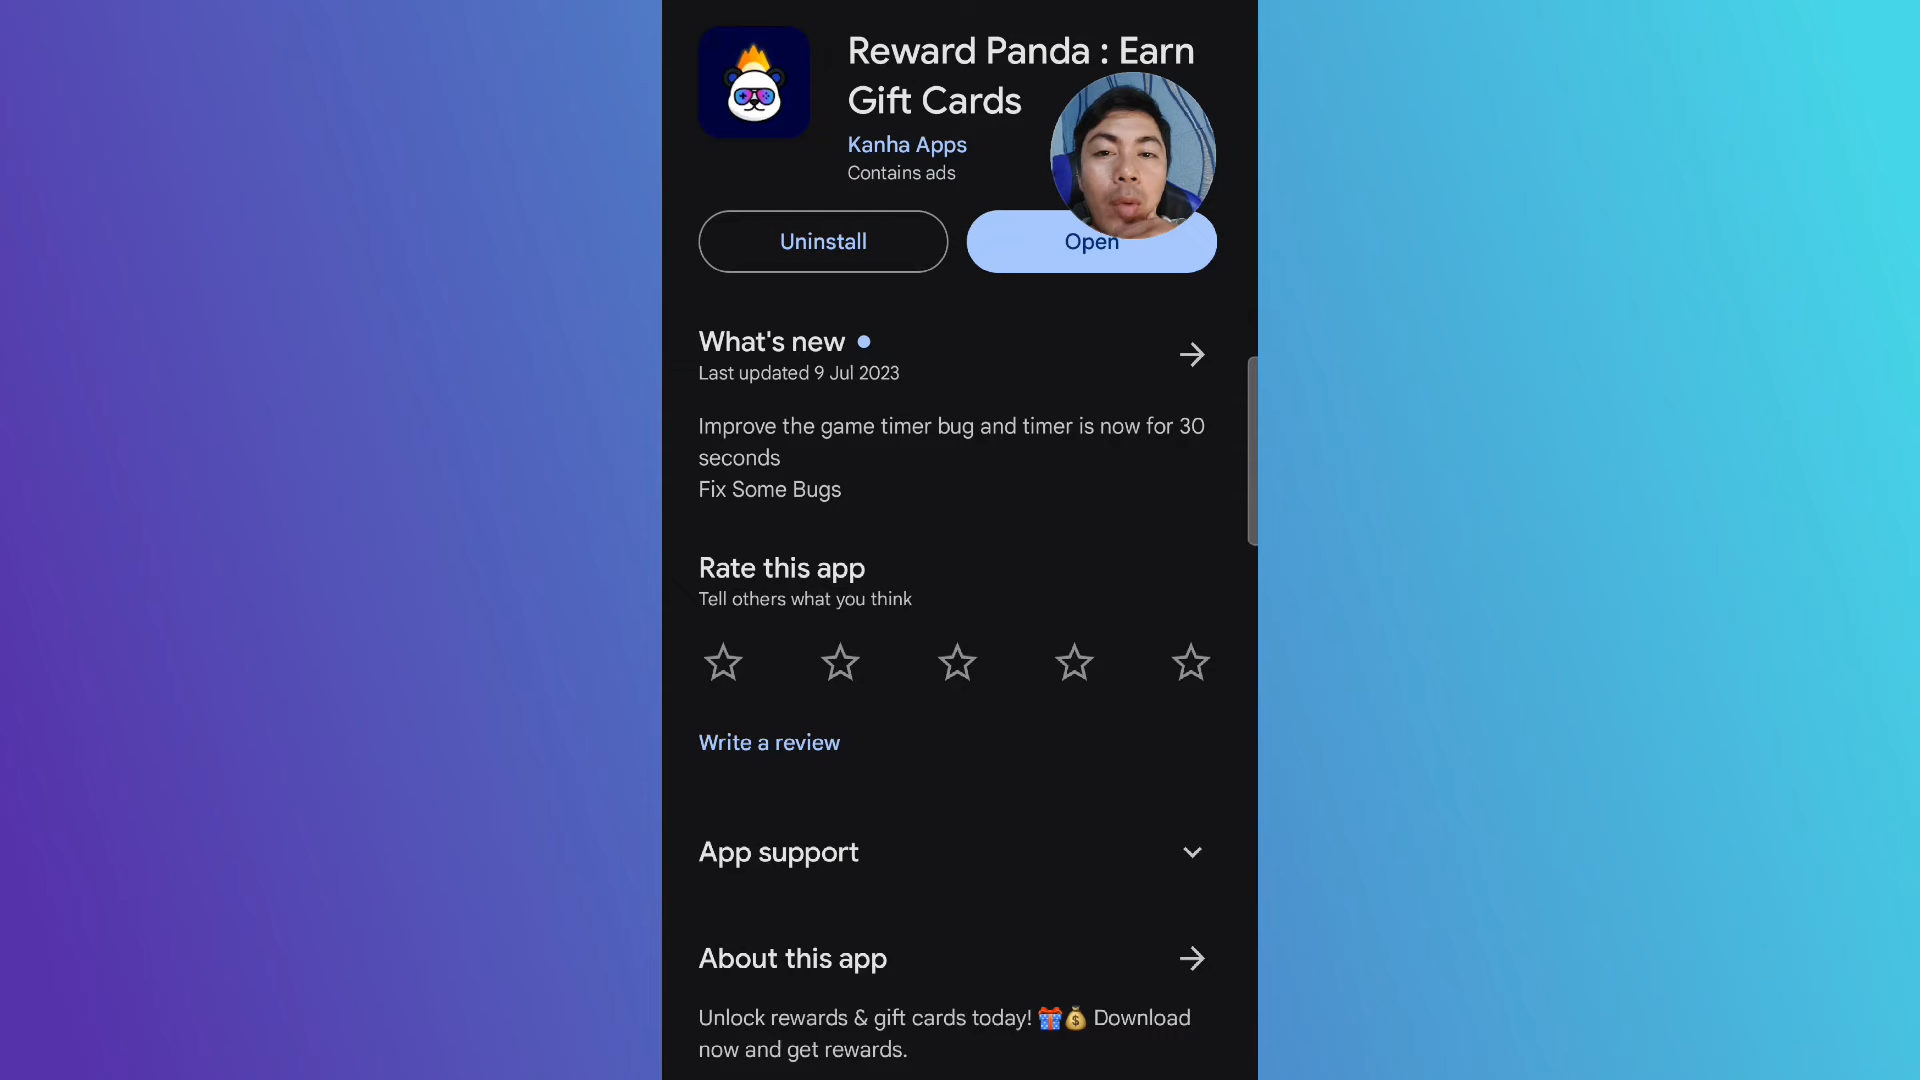 Reward Panda : Earn
Gift Cards
Kanha Apps
Contains ads
Uninstall
Open
What's new
Last updated 9 Jul 2023
Improve the game timer bug and timer is now for 30
seconds
Fix Some Bugs
Rate this app
Tell others what you think
Write a review
App support
About this app
Unlock rewards & gift cards today! 🎁💰 Download
now and get rewards.